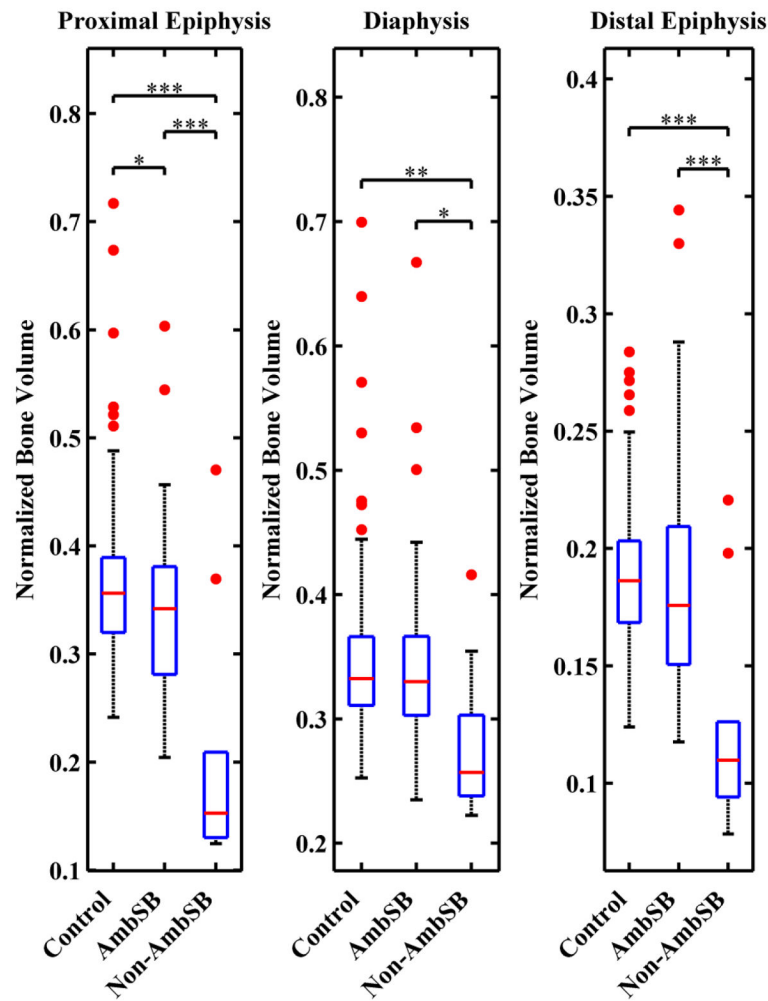 Proximal Epiphysis
Normalized Bone Volume
0.8
0.7
0.6
0.5
0.4
0.3
0.2
0.1
***
***
*
Control
AmbSB
Non-AmbSB
Diaphysis
Normalized Bone Volume
0.8
0.7
0.6
0.5
0.4
0.3
0.2
**
*
Control
AmbSB
Non-AmbSB
Distal Epiphysis
Normalized Bone Volume
0.4
0.35
0.3
0.25
0.2
0.15
0.1
***
***
Control
AmbSB
Non-AmbSB